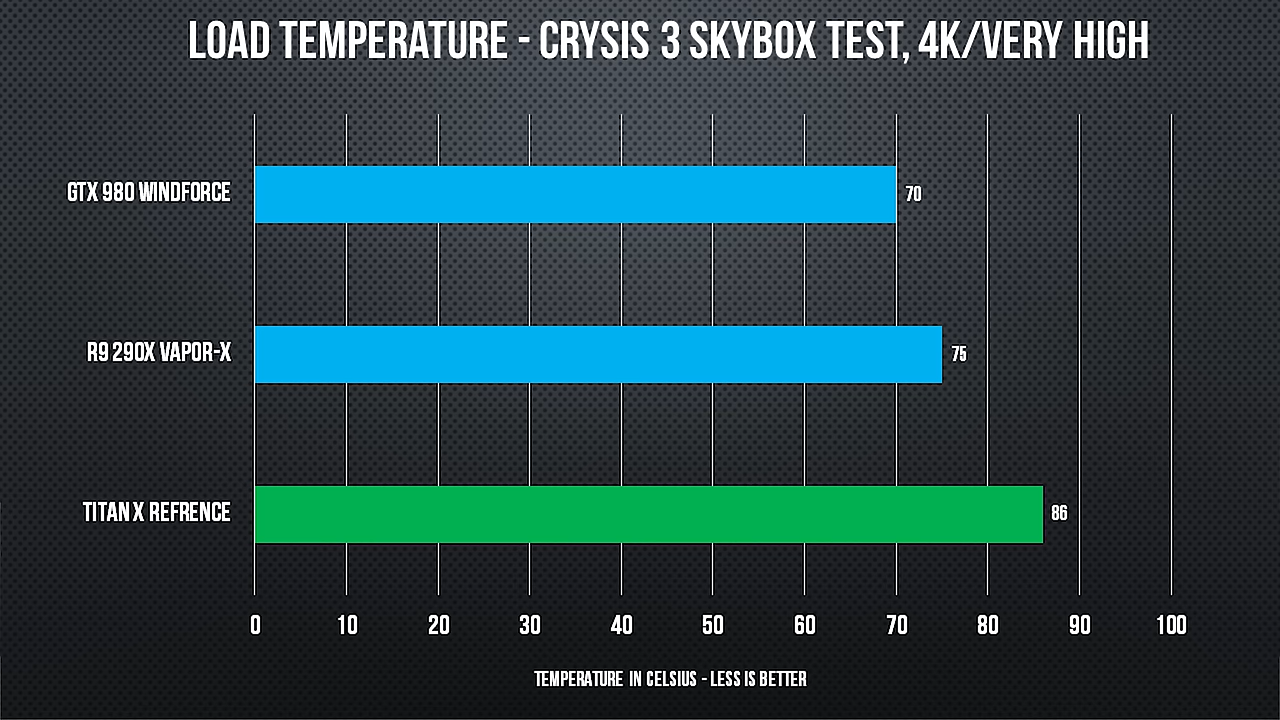 LOAD TEMPERATURE - CRYSIS 3 SKYBOX TEST, 4K/VERY HIGH
GTX 980 WINDFORCE 70
R9 290X VAPOR-X 75
TITAN X REFRENCE 86
0 10 20 30 40 50 60 70 80 90 100
TEMPERATURE IN CELSIUS - LESS IS BETTER